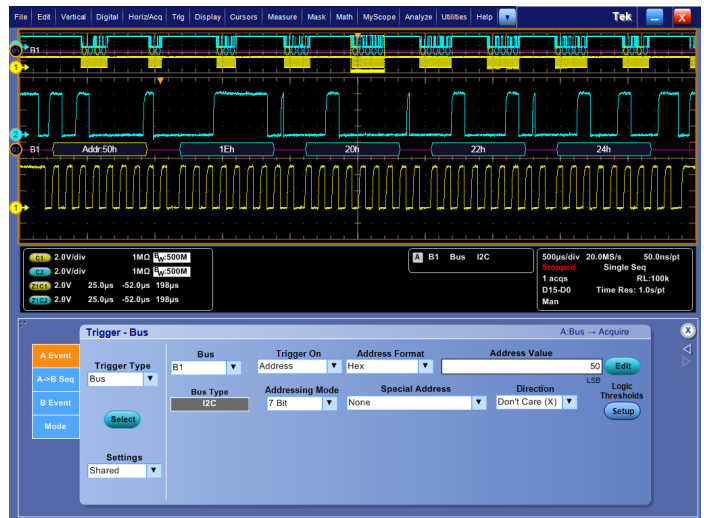 File Edit Vertical Digital Horiz/Acq Trig Display Cursors Measure Mask Math MyScope Analyze Utilities Help Tek X
B1 B1
1
2
B1 B1 Addr:50h 1Eh 20h 22h 24h
1
C1 2.0V/div 1MΩ BW:500M
C2 2.0V/div 1MΩ BW:500M
Z1C1 2.0V 25.0µs -52.0µs 198µs
Z1C2 2.0V 25.0µs -52.0µs 198µs
A B1 Bus I2C
500µs/div 20.0MS/s 50.0ns/pt
Stopped Single Seq
1 acqs RL:100k
D15-D0 Time Res: 1.0s/pt
Man
Trigger - Bus A:Bus → Acquire X
A Event
A->B Seq
B Event
Mode
Trigger Type
Bus
Select
Settings
Shared
Bus
B1
Bus Type
I2C
Trigger On
Address
Addressing Mode
7 Bit
Address Format
Hex
Special Address
None
Address Value
50
LSB
Edit
Direction
Don't Care (X)
Logic
Thresholds
Setup